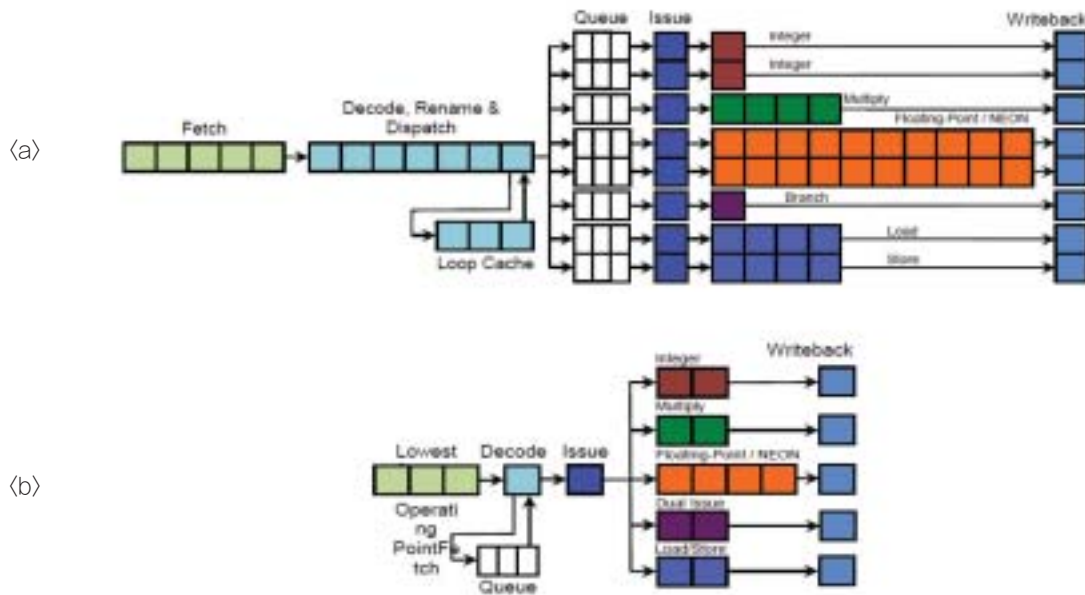 Queue Issue Writeback
Integer
Integer
Decode, Rename &
Dispatch
Multiply
Fetch
Floating-Point / NEON
〈a〉
Branch
Load
Loop Cache
Store
Writeback
Integer
Multiply
Lowest Decode Issue
Floating-Point / NEON
〈b〉
Operati
ng
PointFe
tch
Dual Issue
Load/Store
Queue